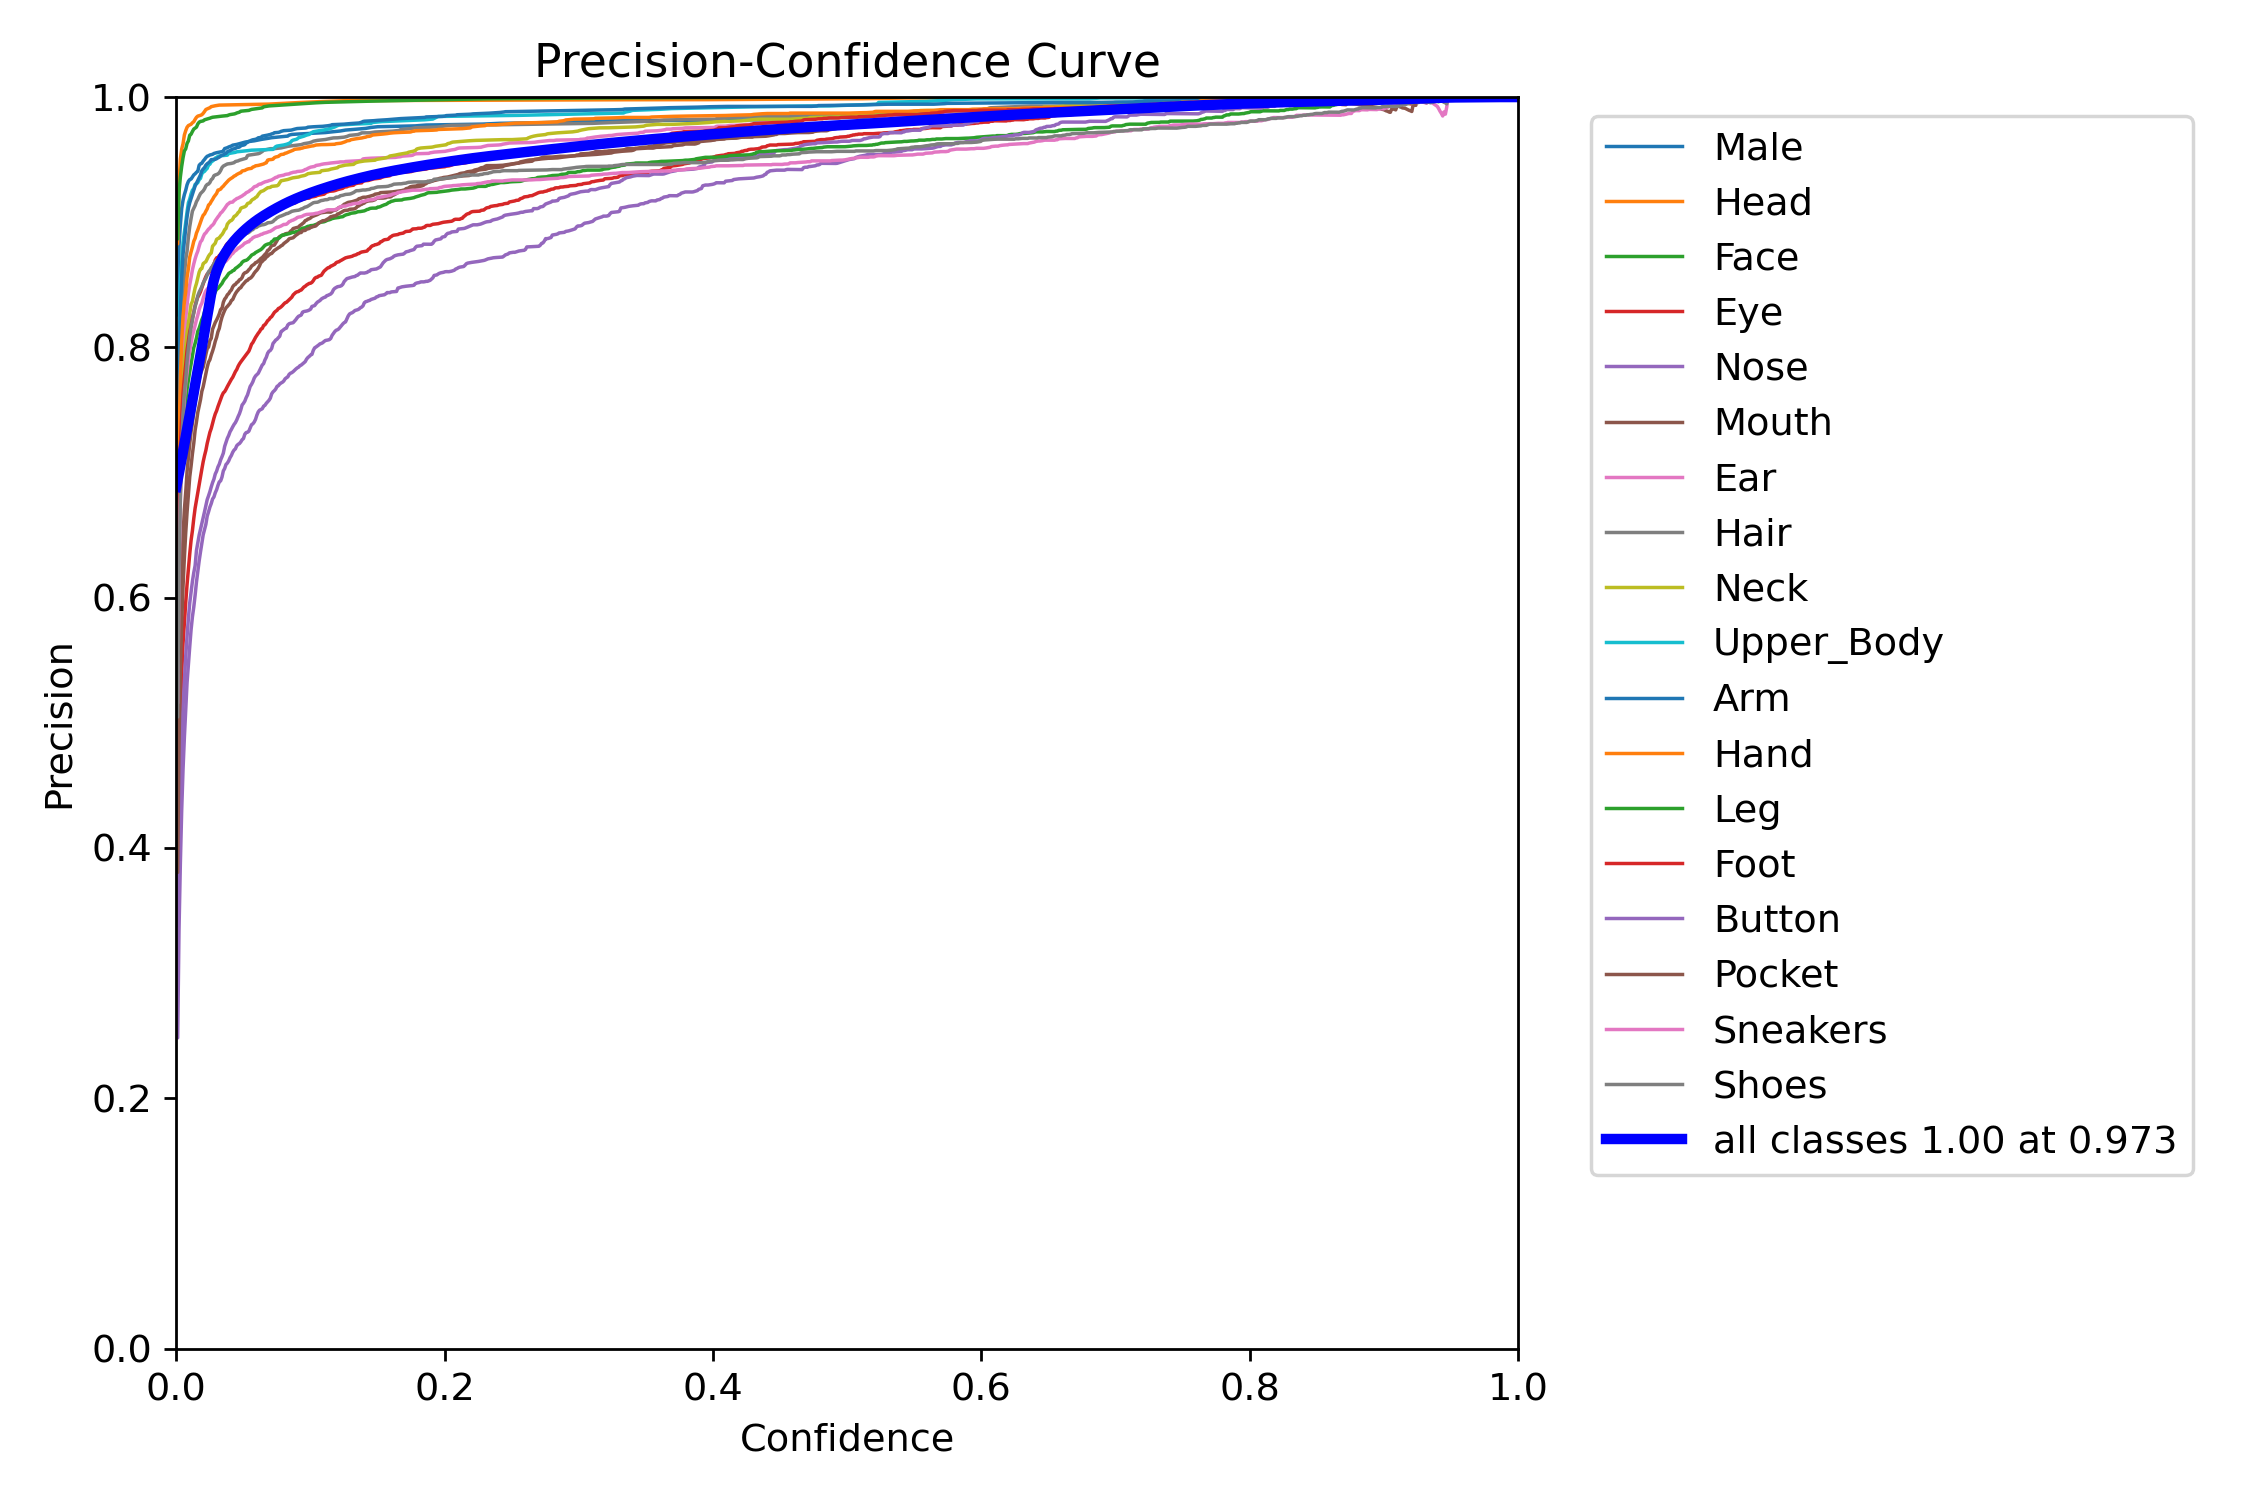 Precision-Confidence Curve
1.0
0.8
0.6
0.4
0.2
0.0
Precision
0.0 0.2 0.4 0.6 0.8 1.0
Confidence
Male
Head
Face
Eye
Nose
Mouth
Ear
Hair
Neck
Upper_Body
Arm
Hand
Leg
Foot
Button
Pocket
Sneakers
Shoes
all classes 1.00 at 0.973